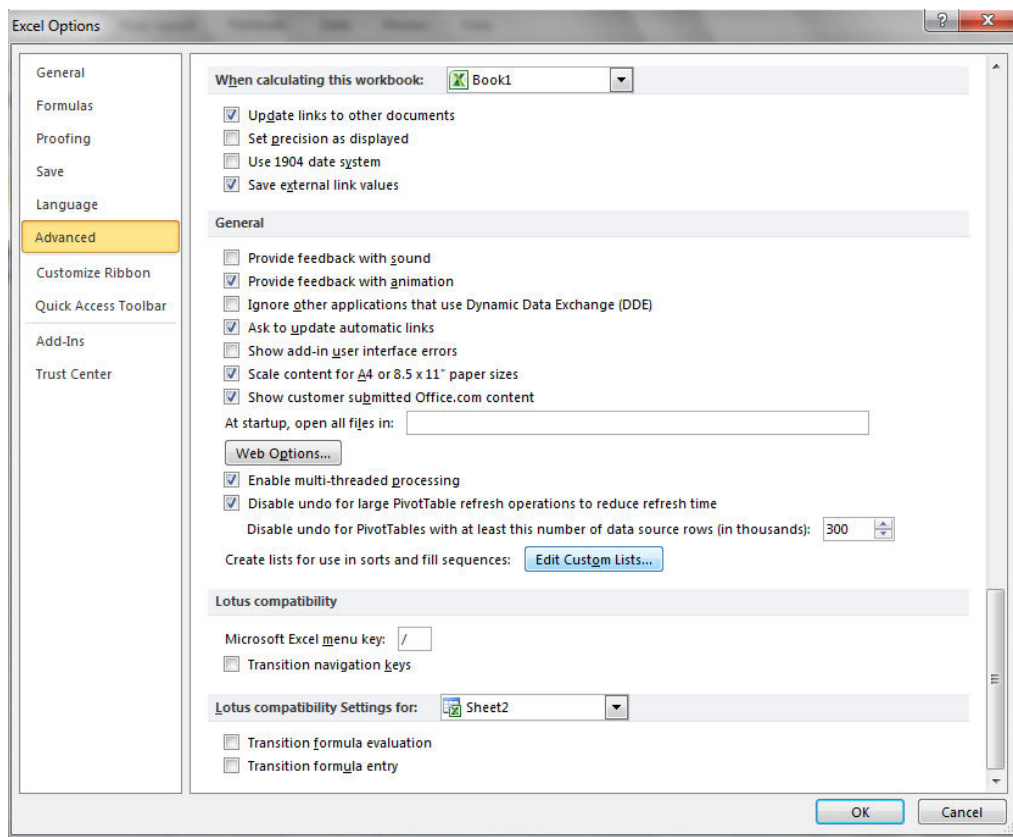 Excel Options
General
Formulas
Proofing
Save
Language
Advanced
Customize Ribbon
Quick Access Toolbar
Add-Ins
Trust Center
When calculating this workbook: Book1
Update links to other documents
Set precision as displayed
Use 1904 date system
Save external link values
General
Provide feedback with sound
Provide feedback with animation
Ignore other applications that use Dynamic Data Exchange (DDE)
Ask to update automatic links
Show add-in user interface errors
Scale content for A4 or 8.5 x 11" paper sizes
Show customer submitted Office.com content
At startup, open all files in:
Web Options...
Enable multi-threaded processing
Disable undo for large PivotTable refresh operations to reduce refresh time
Disable undo for PivotTables with at least this number of data source rows (in thousands): 300
Create lists for use in sorts and fill sequences: Edit Custom Lists...
Lotus compatibility
Microsoft Excel menu key: /
Transition navigation keys
Lotus compatibility Settings for: Sheet2
Transition formula evaluation
Transition formula entry
OK Cancel